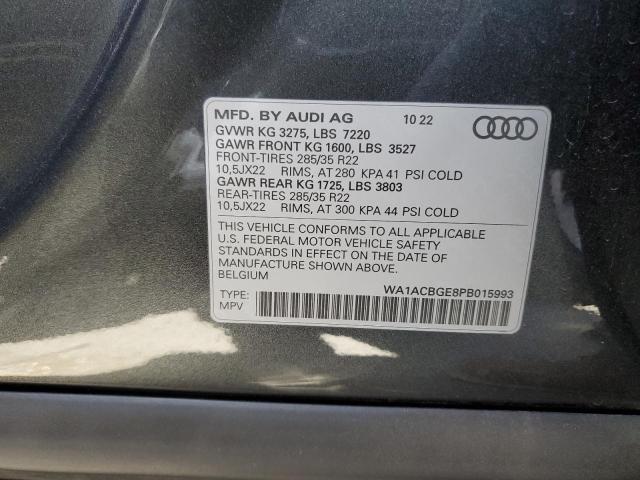 MFD. BY AUDI AG 10 22
GVWR KG 3275, LBS 7220
GAWR FRONT KG 1600, LBS 3527
FRONT-TIRES 285/35 R22
10,5JX22 RIMS, AT 280 KPA 41 PSI COLD
GAWR REAR KG 1725, LBS 3803
REAR-TIRES 285/35 R22
10,5JX22 RIMS, AT 300 KPA 44 PSI COLD
THIS VEHICLE CONFORMS TO ALL APPLICABLE
U.S. FEDERAL MOTOR VEHICLE SAFETY
STANDARDS IN EFFECT ON THE DATE OF
MANUFACTURE SHOWN ABOVE.
BELGIUM
WA1ACBGE8PB015993
TYPE:
MPV